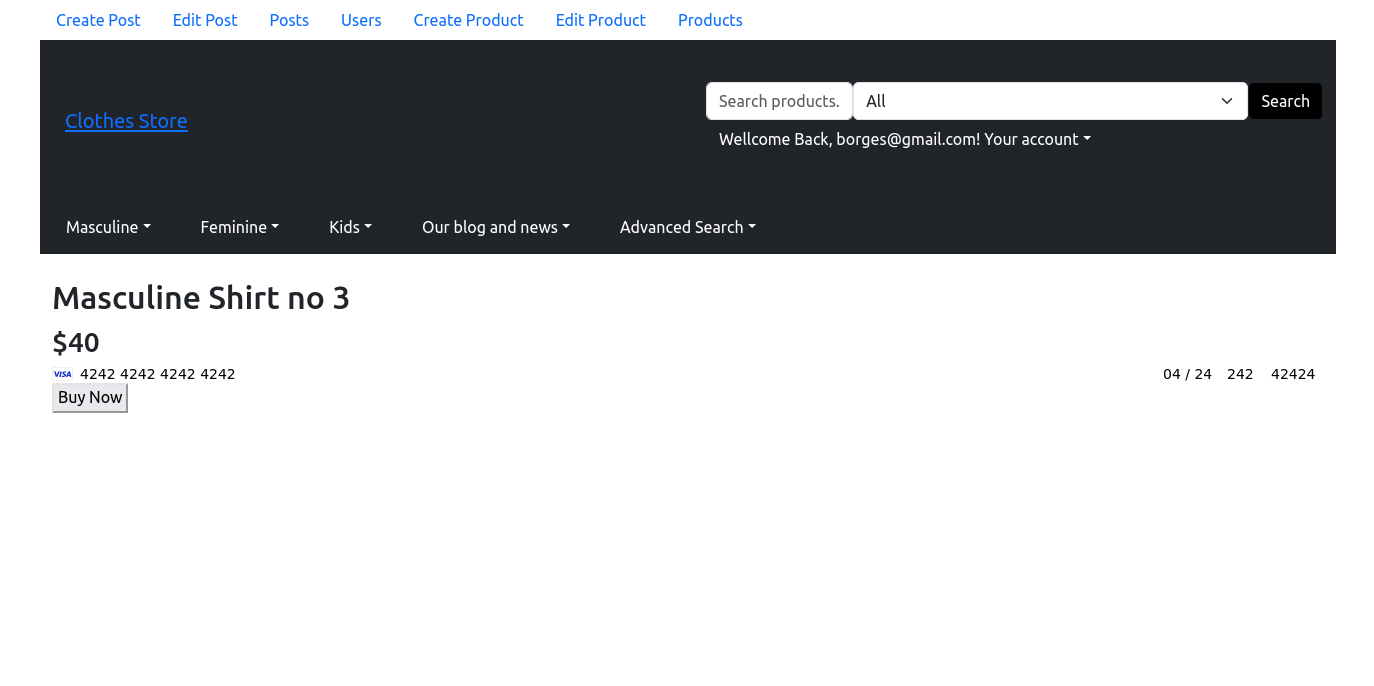 Create Post Edit Post Posts Users Create Product Edit Product Products
Search products. All Search
Clothes Store
Wellcome Back, borges@gmail.com! Your account
Masculine Feminine Kids Our blog and news Advanced Search
Masculine Shirt no 3
$40
VISA 4242 4242 4242 4242 04 / 24 242 42424
Buy Now